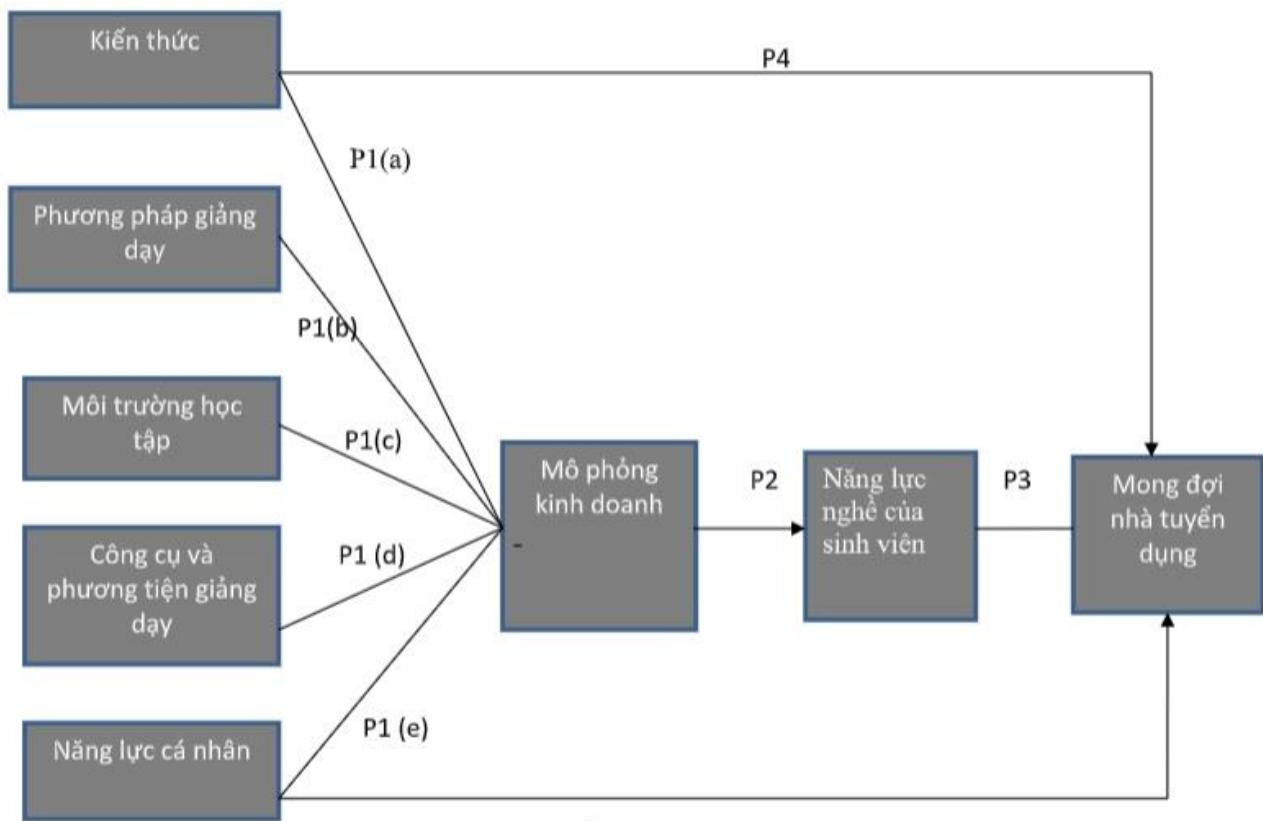 Kiến thức
P4
P1(a)
Phương pháp giảng
dạy
P1(b)
Môi trường học
tập
P1(c)
Mô phỏng
kinh doanh
-
P2
Năng lực
nghề của
sinh viên
P3
Mong đợi
nhà tuyển
dụng
Công cụ và
phương tiện giảng
dạy
P1 (d)
P1 (e)
Năng lực cá nhân